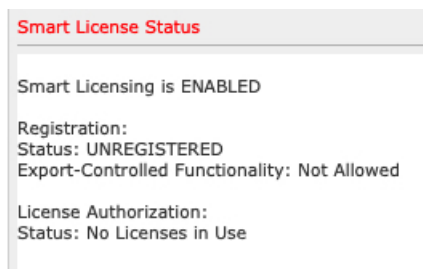 Smart License Status
Smart Licensing is ENABLED
Registration:
Status: UNREGISTERED
Export-Controlled Functionality: Not Allowed
License Authorization:
Status: No Licenses in Use